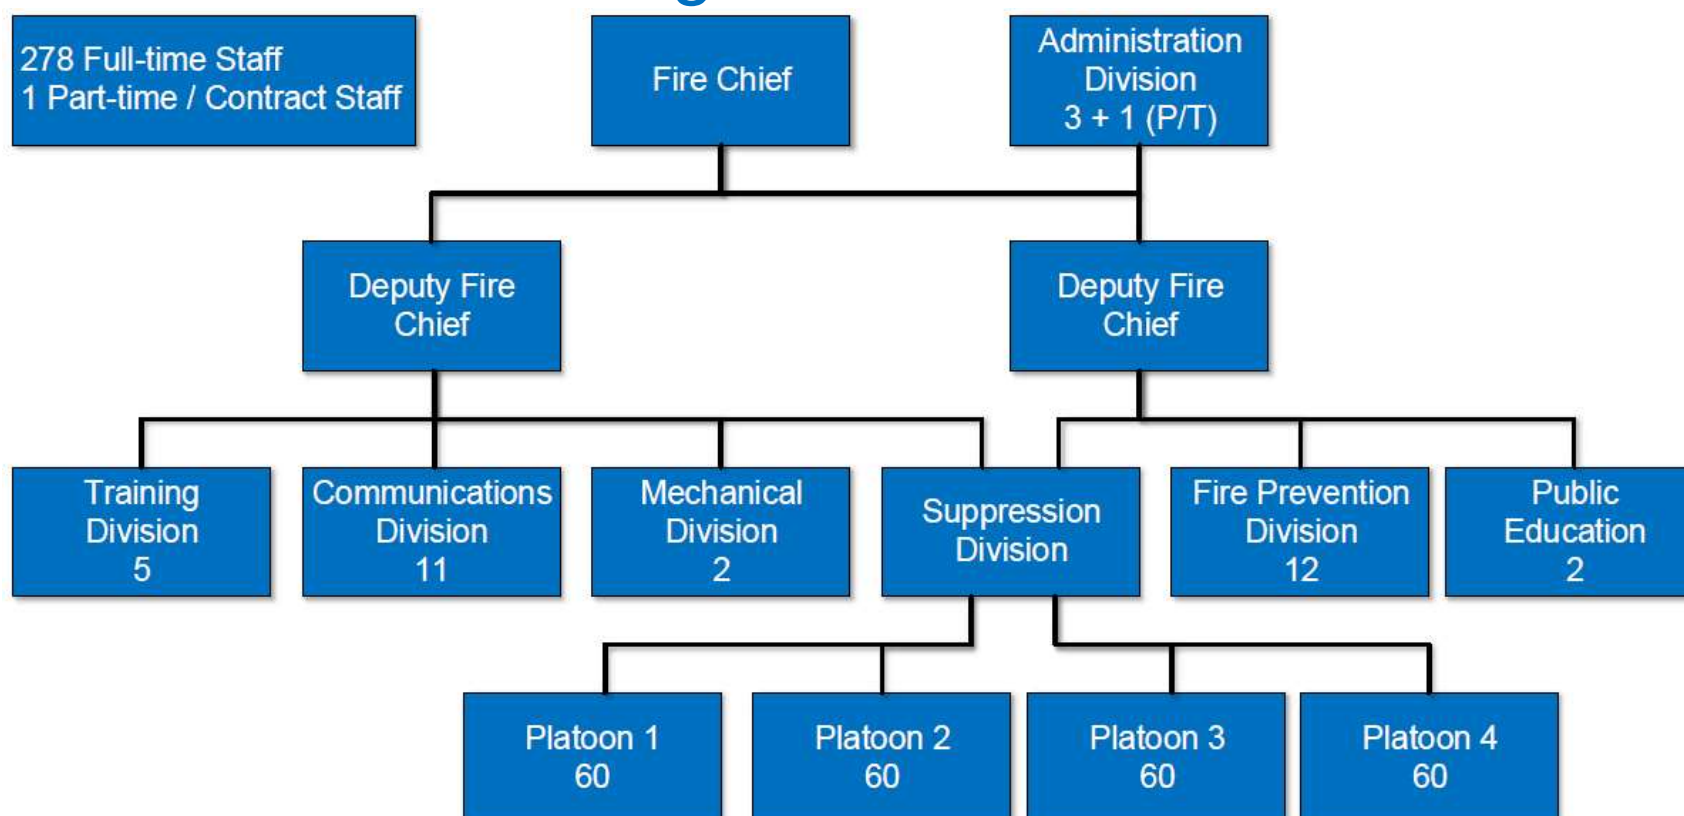 278 Full-time Staff
1 Part-time / Contract Staff
Fire Chief
Administration
Division
3 + 1 (P/T)
Deputy Fire
Chief
Deputy Fire
Chief
Training
Division
5
Communications
Division
11
Mechanical
Division
2
Suppression
Division
Fire Prevention
Division
12
Public
Education
2
Platoon 1
60
Platoon 2
60
Platoon 3
60
Platoon 4
60